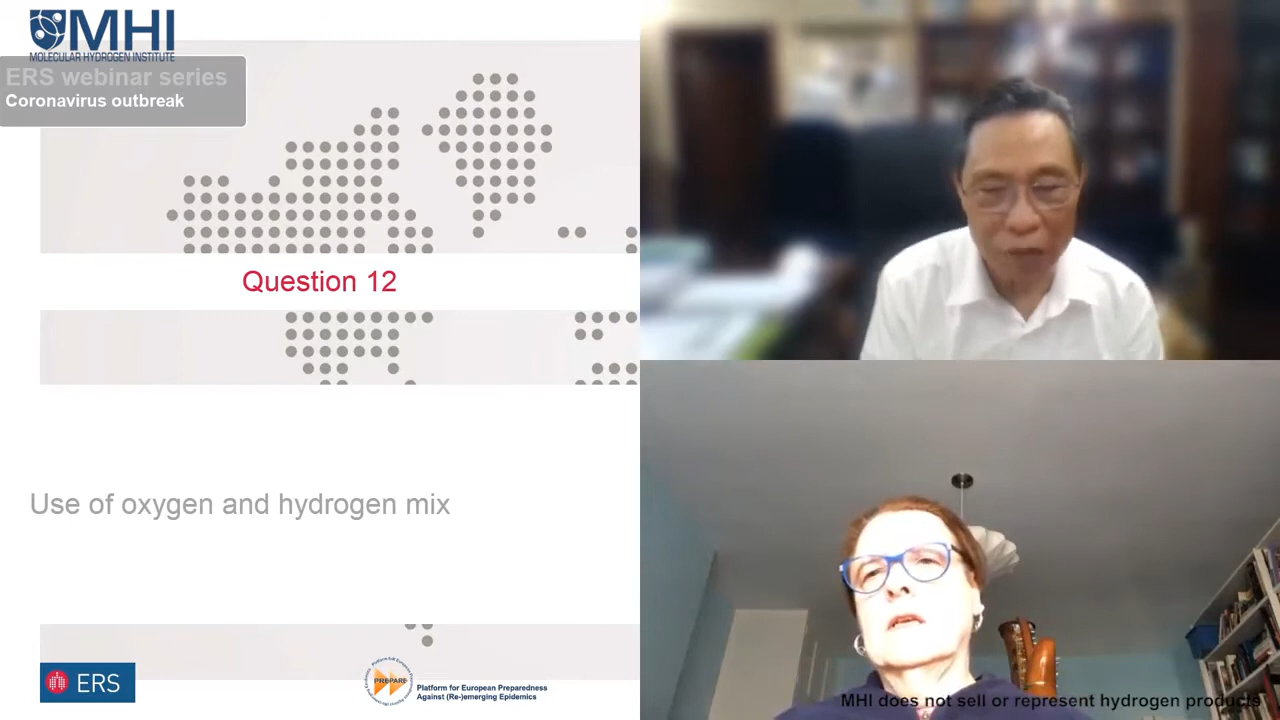 MHI
MOLECULAR HYDROGEN INSTITUTE
ERS webinar series
Coronavirus outbreak
Question 12
Use of oxygen and hydrogen mix
ERS
PREPARE
Platform for European Preparedness
Against (Re-)emerging Epidemics
MHI does not sell or represent hydrogen products